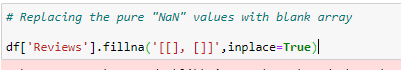 # Replacing the pure "NaN" values with blank array
df['Reviews'].fillna('[[], []]',inplace=True)